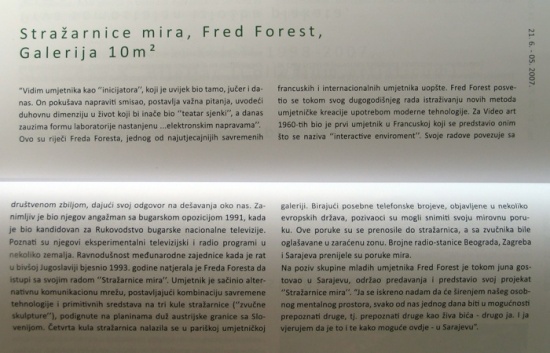 Stražarnice mira, Fred Forest,
Galerija 10m²
21. 6. - 05. 2007.
"Vidim umjetnika kao "inicijatora", koji je uvijek bio tamo, jučer i da-
nas. On pokušava napraviti smisao, postavlja važna pitanja, uvodeći
duhovnu dimenziju u život koji bi inače bio "teatar sjenki", a danas
zauzima formu laboratorije nastanjenu ...elektronskim napravama".
Ovo su riječi Freda Foresta, jednog od najutjecajnijih savremenih
francuskih i internacionalnih umjetnika uopšte. Fred Forest posve-
tio se tokom svog dugogodišnjeg rada istraživanju novih metoda
umjetničke kreacije upotrebom moderne tehnologije. Za Video art
1960-tih bio je prvi umjetnik u Francuskoj koji se predstavio onim
što se naziva "interactive enviroment". Svoje radove povezuje sa
društvenom zbiljom, dajući svoj odgovor na dešavanja oko nas. Za-
nimljiv je bio njegov angažman sa bugarskom opozicijom 1991, kada
je bio kandidovan za Rukovodstvo bugarske nacionalne televizije.
Poznati su njegovi eksperimentalni televizijski i radio programi u
nekoliko zemalja. Ravnodušnost međunarodne zajednice kada je rat
u bivšoj Jugoslaviji bjesnio 1993. godine natjerala je Freda Foresta da
istupi sa svojim radom "Stražarnice mira". Umjetnik je sačinio alter-
nativnu komunikacionu mrežu, postavljajući kombinaciju savremene
tehnologije i primitivnih sredstava na tri kule stražarnice ("zvučne
skulpture"), podignute na planinama duž austrijske granice sa Slo-
venijom. Četvrta kula stražarnica nalazila se u pariškoj umjetničkoj
galeriji. Birajući posebne telefonske brojeve, objavljene u nekoliko
evropskih država, pozivaoci su mogli snimiti svoju mirovnu poru-
ku. Ove poruke su se prenosile do stražarnica, a sa zvučnika bile
oglašavane u zaraćenu zonu. Brojne radio-stanice Beograda, Zagreba
i Sarajeva prenijele su poruke mira.
Na poziv skupine mladih umjetnika Fred Forest je tokom juna gos-
tovao u Sarajevu, održao predavanja i predstavio svoj projekat
"Stražarnice mira". "Ja se iskreno nadam da će širenjem našeg osob-
nog mentalnog prostora, svako od nas jednog dana biti u mogućnosti
prepoznati druge, tj. prepoznati druge kao živa bića - drugo ja. I ja
vjerujem da je to i te kako moguće ovdje - u Sarajevu".